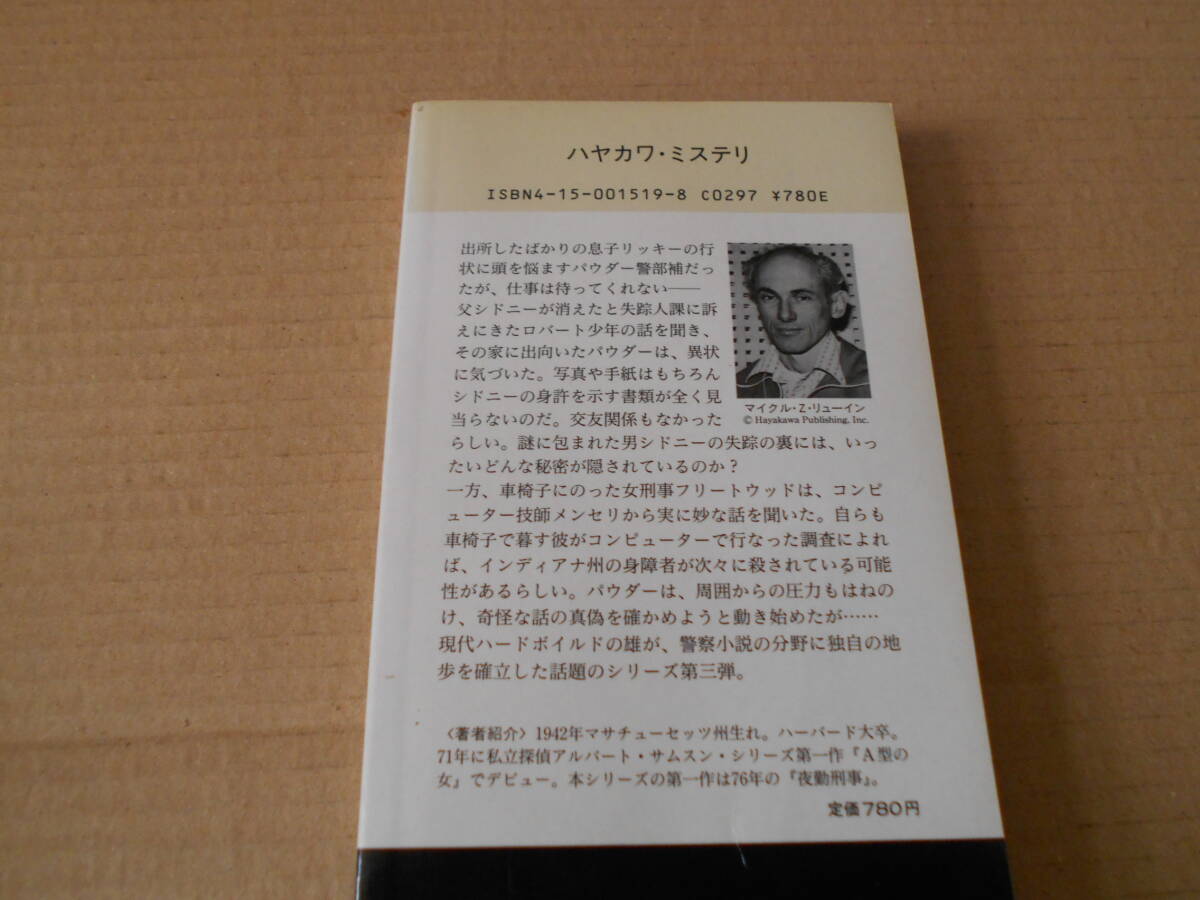 ハヤカワ・ミステリ
ISBN4-15-001519-8 C0297 ¥780E
出所したばかりの息子リッキーの行
状に頭を悩ますパウダー警部補だっ
たが、仕事は待ってくれない——
父シドニーが消えたと失踪人課に訴
えにきたロバート少年の話を聞き、
その家に出向いたパウダーは、異状
に気づいた。写真や手紙はもちろん
シドニーの身許を示す書類が全く見
当らないのだ。交友関係もなかった
らしい。謎に包まれた男シドニーの失踪の裏には、いっ
たいどんな秘密が隠されているのか？
一方、車椅子にのった女刑事フリートウッドは、コンピ
ューター技師メンセリから実に妙な話を聞いた。自らも
車椅子で暮す彼がコンピューターで行なった調査によれ
ば、インディアナ州の身障者が次々に殺されている可能
性があるらしい。パウダーは、周囲からの圧力もはねの
け、奇怪な話の真偽を確かめようと動き始めたが……
現代ハードボイルドの雄が、警察小説の分野に独自の地
歩を確立した話題のシリーズ第三弾。
マイクル・Z・リューイン
© Hayakawa Publishing, Inc.
〈著者紹介〉1942年マサチューセッツ州生れ。ハーバード大卒。
71年に私立探偵アルバート・サムスン・シリーズ第一作『A型の
女』でデビュー。本シリーズの第一作は76年の『夜勤刑事』。
定価780円